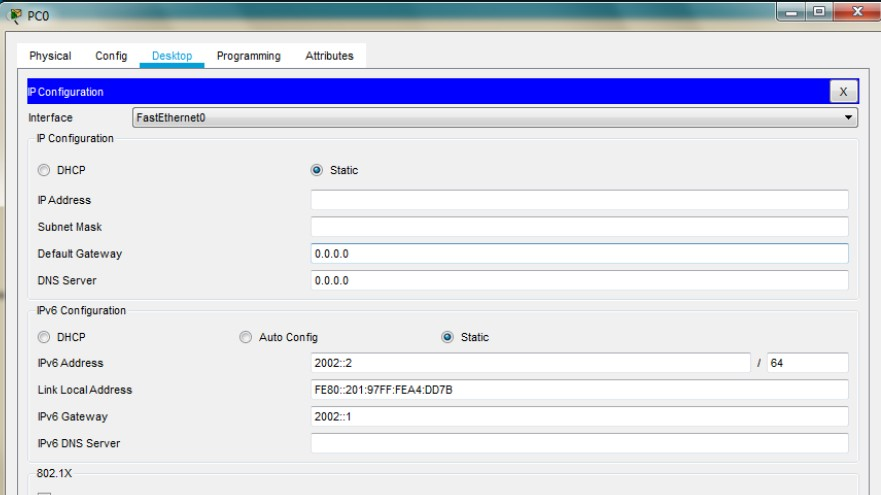 PC0
Physical Config Desktop Programming Attributes
IP Configuration X
Interface FastEthernet0
IP Configuration
DHCP Static
IP Address
Subnet Mask
Default Gateway 0.0.0.0
DNS Server 0.0.0.0
IPv6 Configuration
DHCP Auto Config Static
IPv6 Address 2002::2 / 64
Link Local Address FE80::201:97FF:FEA4:DD7B
IPv6 Gateway 2002::1
IPv6 DNS Server
802.1X